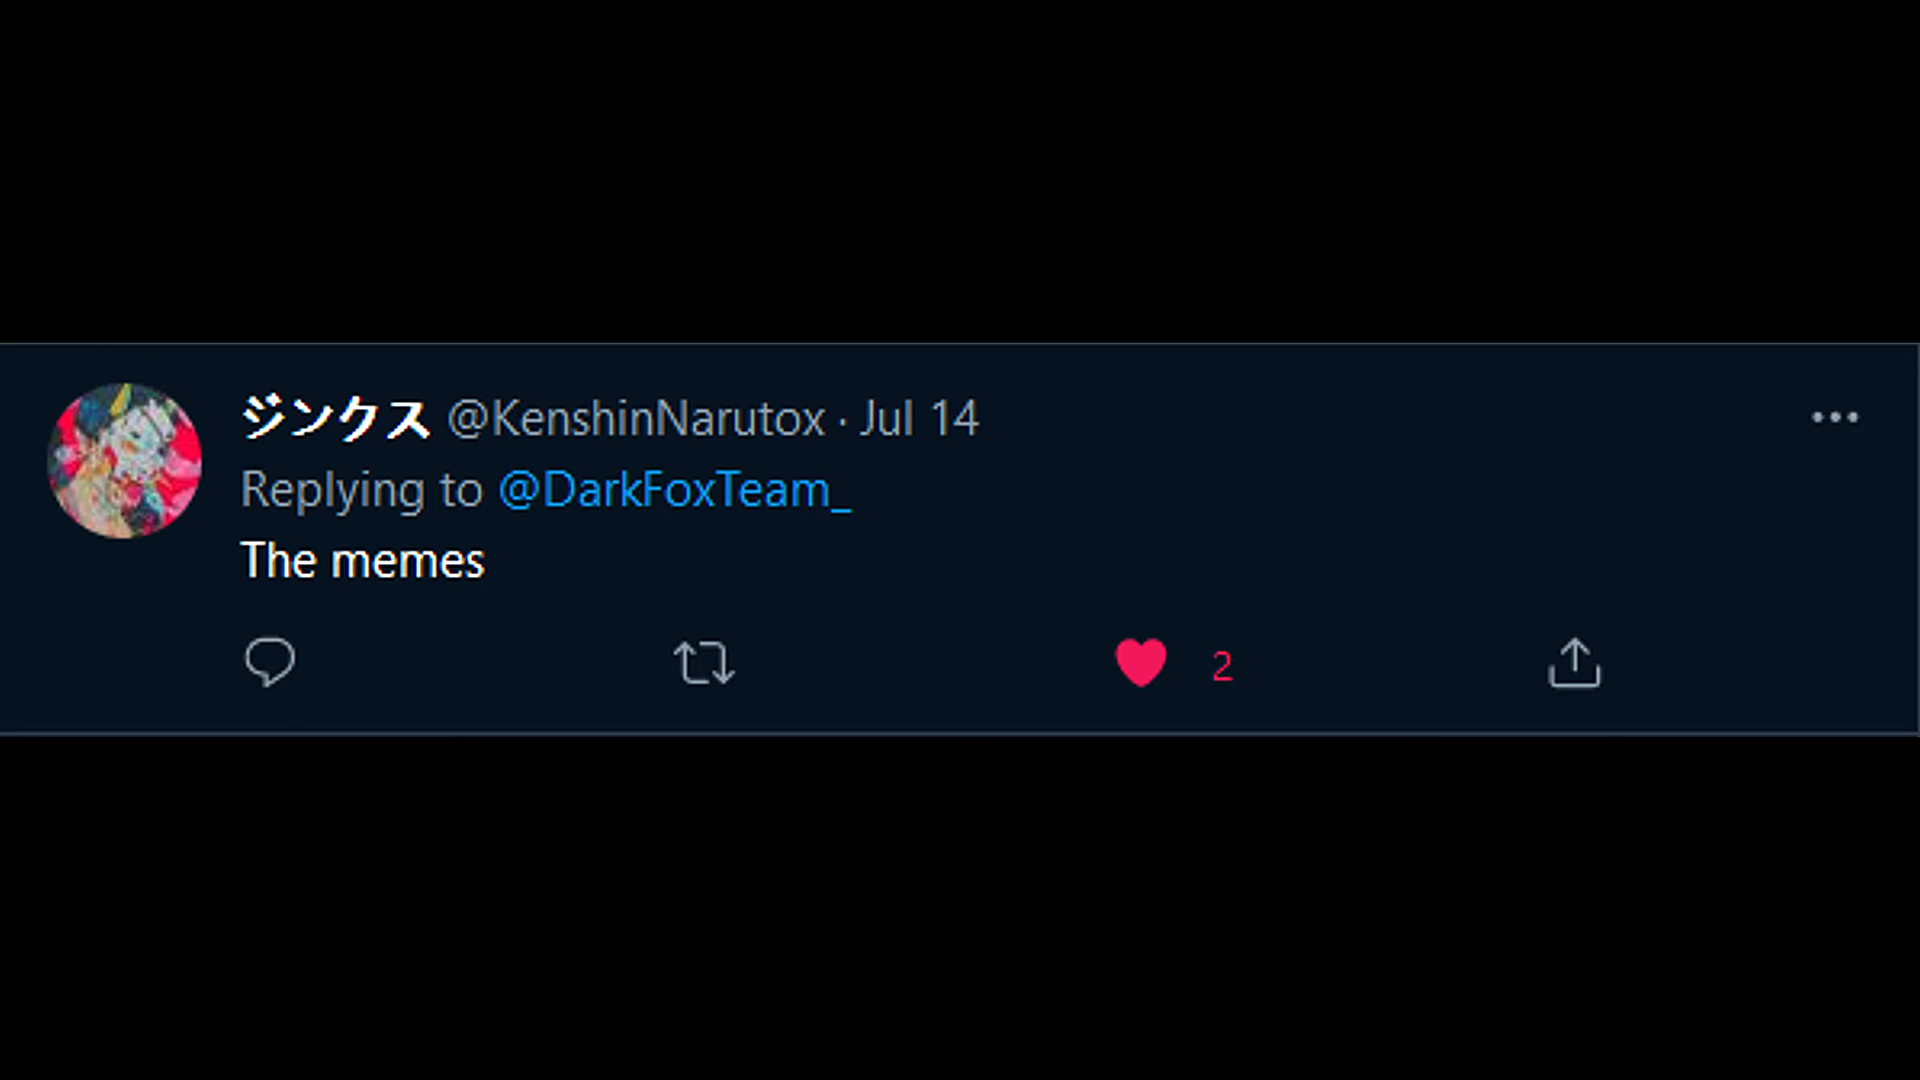 ジンクス @KenshinNarutox · Jul 14
Replying to @DarkFoxTeam_
The memes
2